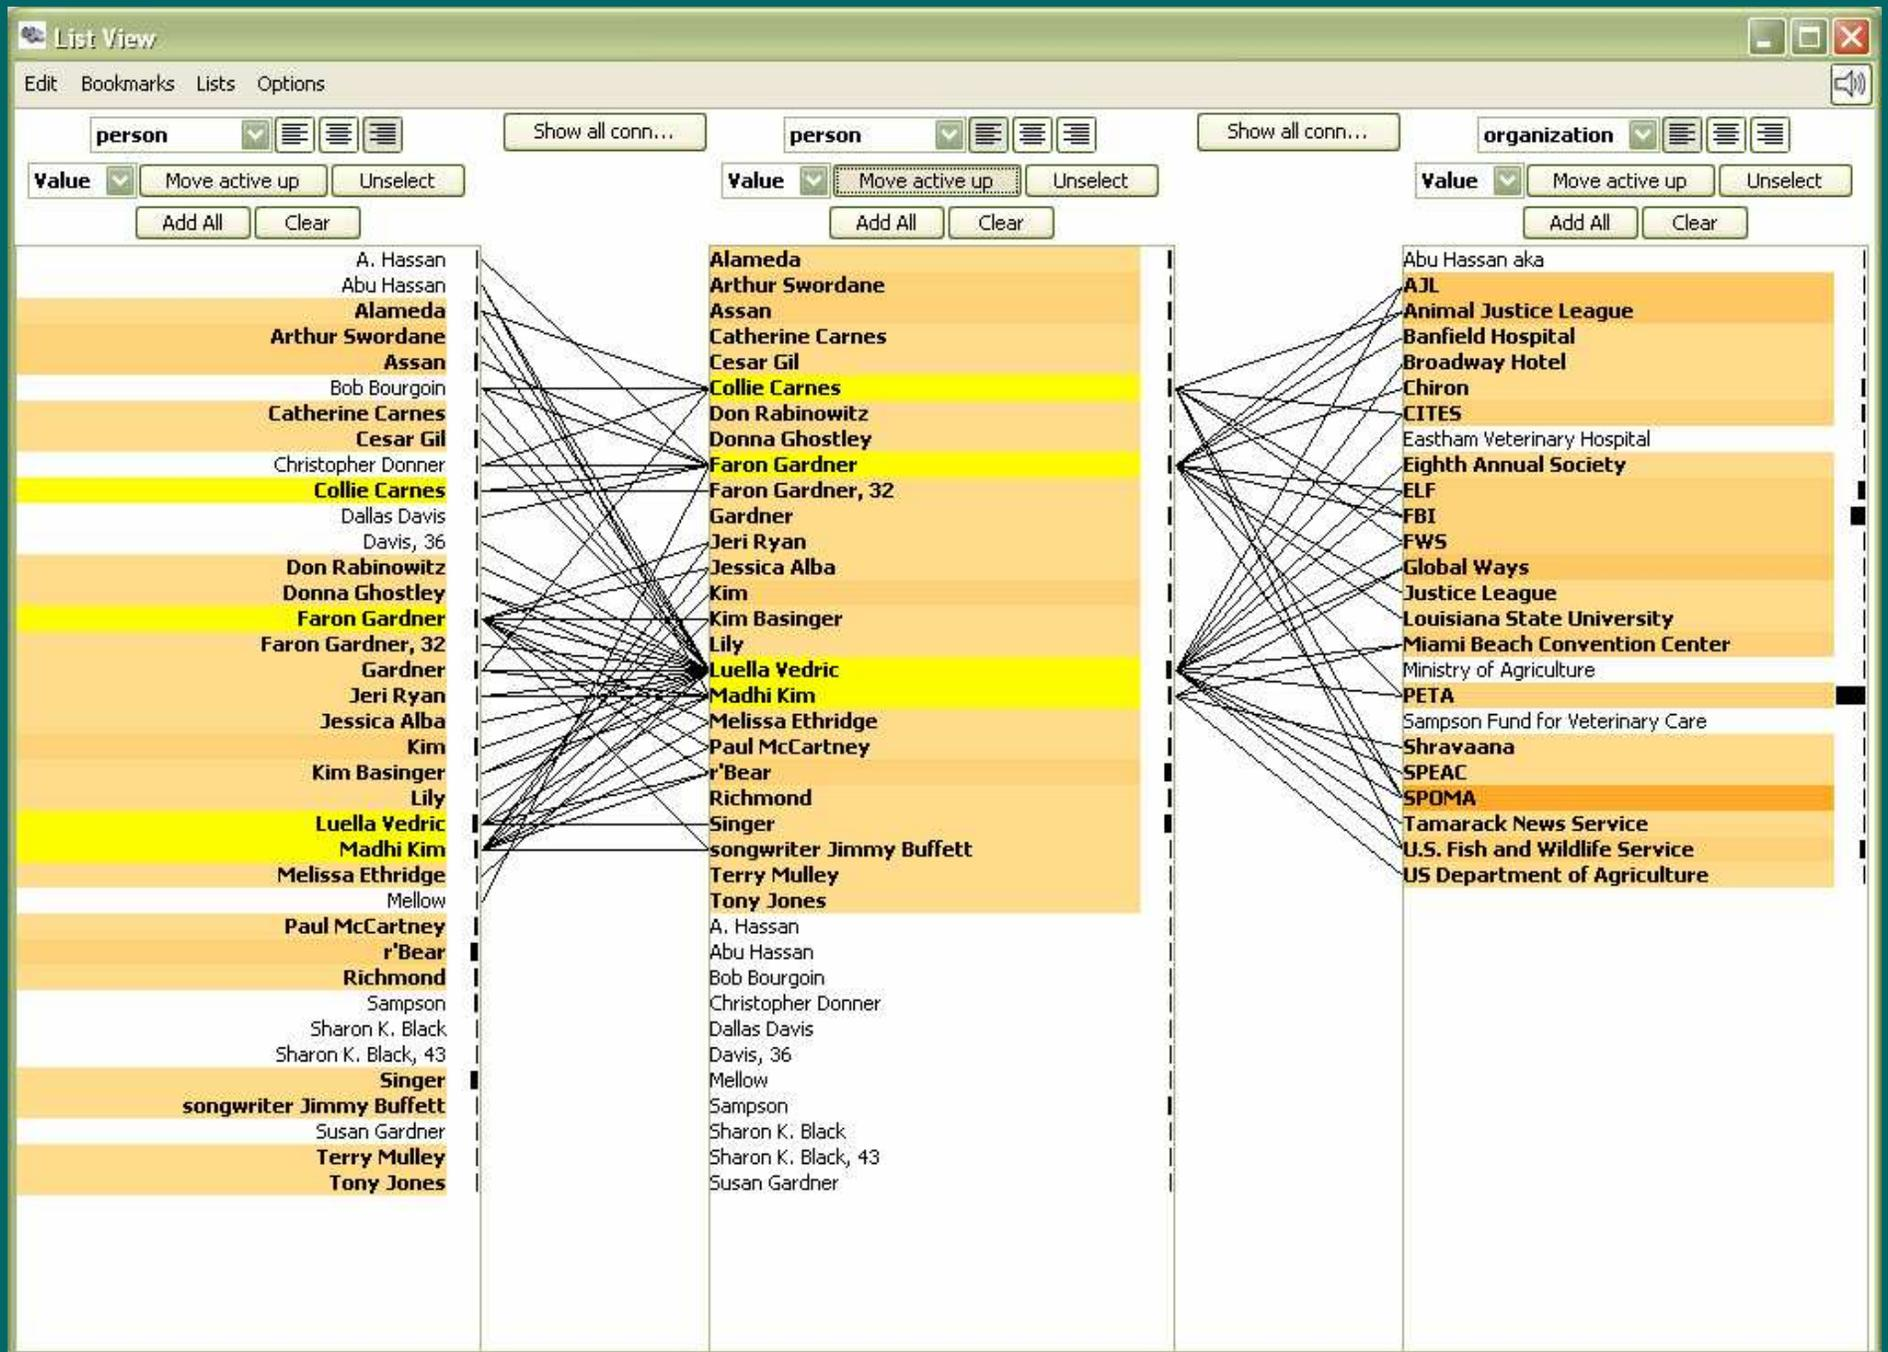 List View
Edit Bookmarks Lists Options
person Show all conn... person Show all conn... organization
Value Move active up Unselect Value Move active up Unselect Value Move active up Unselect
Add All Clear Add All Clear Add All Clear
A. Hassan
Abu Hassan
Alameda
Arthur Swordane
Assan
Bob Bourgoin
Catherine Carnes
Cesar Gil
Christopher Donner
Collie Carnes
Dallas Davis
Davis, 36
Don Rabinowitz
Donna Ghostley
Faron Gardner
Faron Gardner, 32
Gardner
Jeri Ryan
Jessica Alba
Kim
Kim Basinger
Lily
Luella Vedric
Madhi Kim
Melissa Ethridge
Mellow
Paul McCartney
r'Bear
Richmond
Sampson
Sharon K. Black
Sharon K. Black, 43
Singer
songwriter Jimmy Buffett
Susan Gardner
Terry Mulley
Tony Jones
Alameda
Arthur Swordane
Assan
Catherine Carnes
Cesar Gil
Collie Carnes
Don Rabinowitz
Donna Ghostley
Faron Gardner
Faron Gardner, 32
Gardner
Jeri Ryan
Jessica Alba
Kim
Kim Basinger
Lily
Luella Vedric
Madhi Kim
Melissa Ethridge
Paul McCartney
r'Bear
Richmond
Singer
songwriter Jimmy Buffett
Terry Mulley
Tony Jones
A. Hassan
Abu Hassan
Bob Bourgoin
Christopher Donner
Dallas Davis
Davis, 36
Mellow
Sampson
Sharon K. Black
Sharon K. Black, 43
Susan Gardner
Abu Hassan aka
AJL
Animal Justice League
Banfield Hospital
Broadway Hotel
Chiron
CITES
Eastham Veterinary Hospital
Eighth Annual Society
ELF
FBI
FWS
Global Ways
Justice League
Louisiana State University
Miami Beach Convention Center
Ministry of Agriculture
PETA
Sampson Fund for Veterinary Care
Shravaana
SPEAC
SPOMA
Tamarack News Service
U.S. Fish and Wildlife Service
US Department of Agriculture